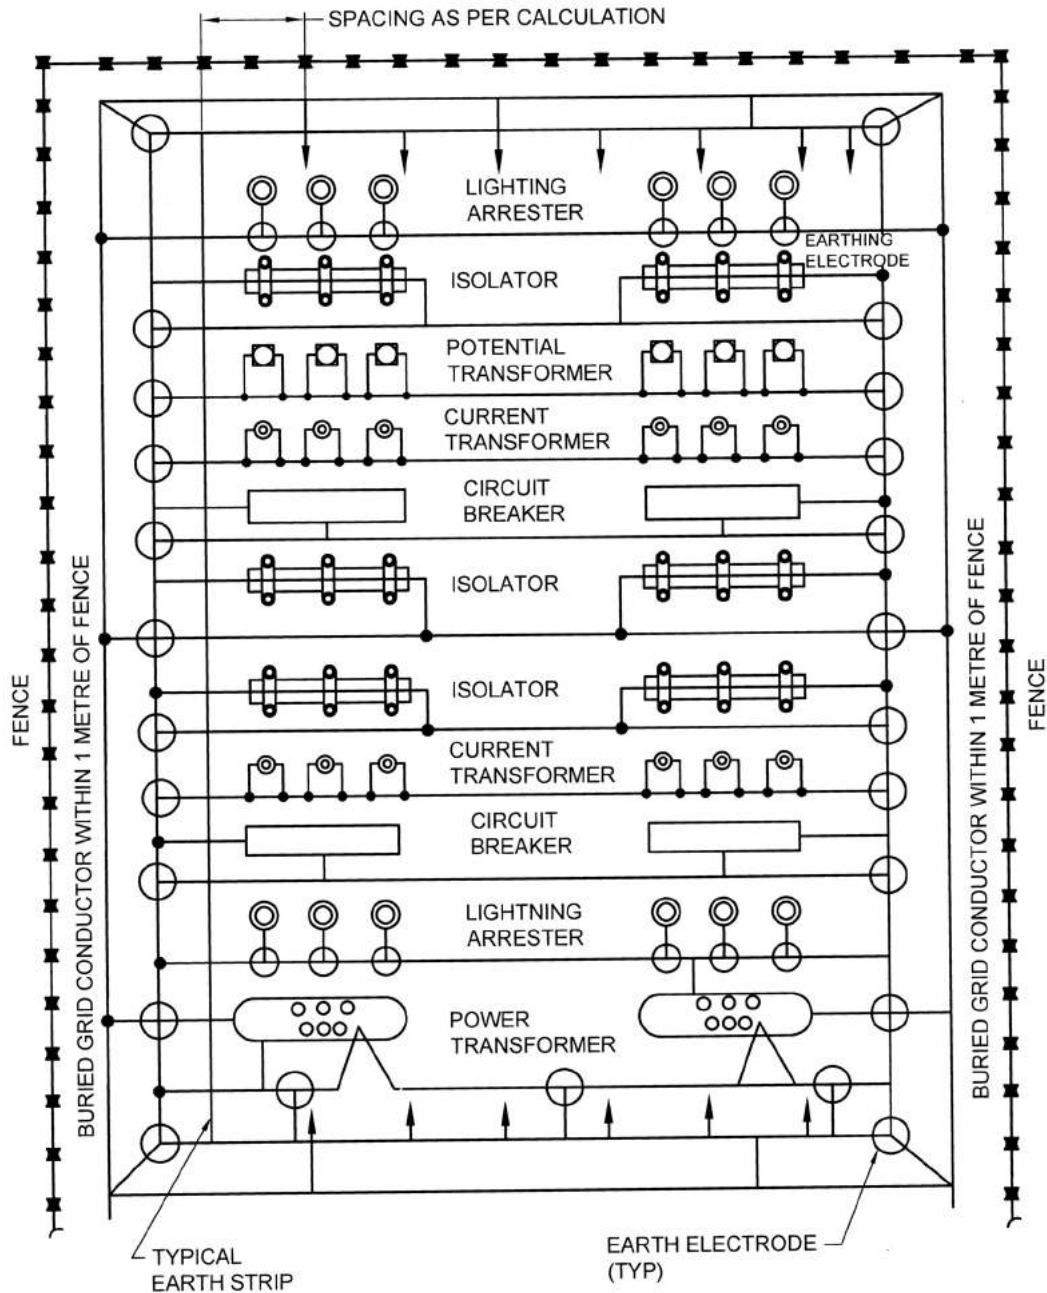 SPACING AS PER CALCULATION
LIGHTING
ARRESTER
EARTHING
ELECTRODE
ISOLATOR
POTENTIAL
TRANSFORMER
CURRENT
TRANSFORMER
CIRCUIT
BREAKER
ISOLATOR
ISOLATOR
CURRENT
TRANSFORMER
CIRCUIT
BREAKER
LIGHTNING
ARRESTER
POWER
TRANSFORMER
FENCE
BURIED GRID CONDUCTOR WITHIN 1 METRE OF FENCE
BURIED GRID CONDUCTOR WITHIN 1 METRE OF FENCE
FENCE
TYPICAL
EARTH STRIP
EARTH ELECTRODE
(TYP)